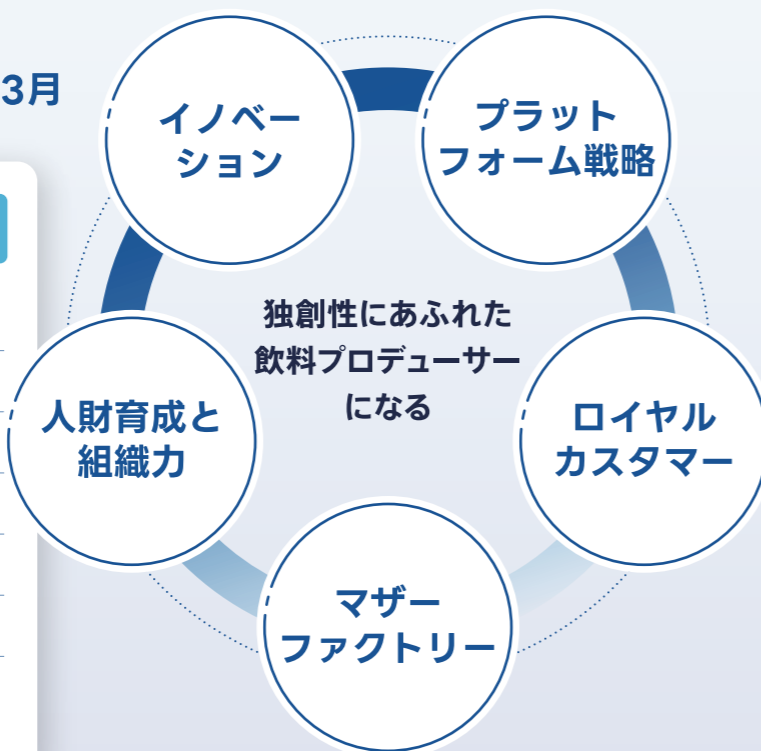 3月
イノベー
ション
プラット
フォーム戦略
独創性にあふれた
飲料プロデューサー
になる
人財育成と
組織力
ロイヤル
カスタマー
マザー
ファクトリー